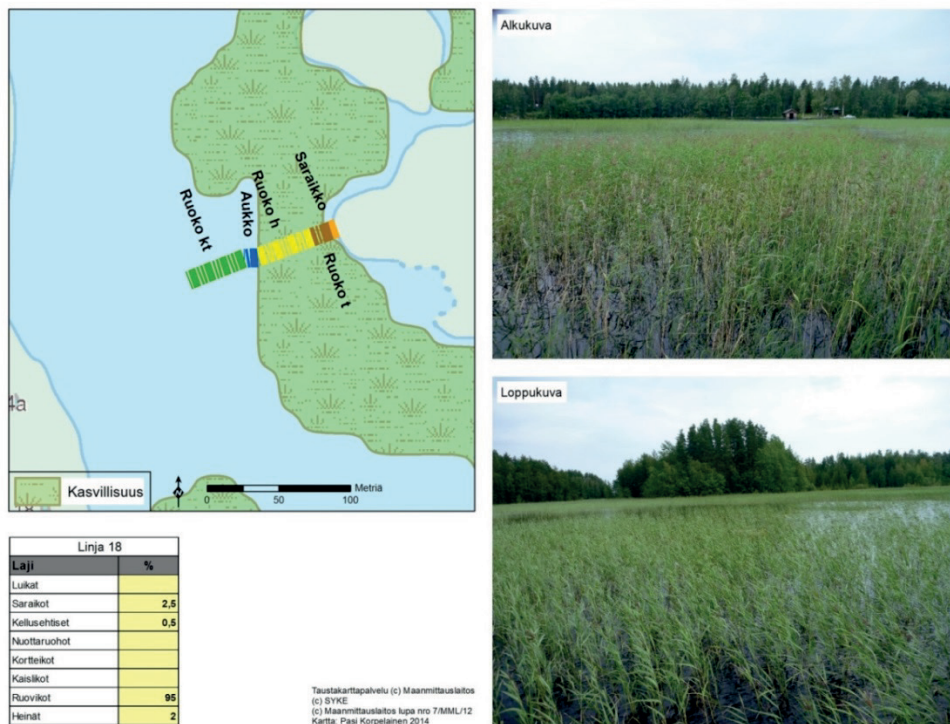 Alkukuva
Ruoko kt
Aukko
Ruoko h
Saraikko
Ruoko t
4a
Kasvillisuus
N
Metriä
0 50 100
Loppukuva
Linja 18
Laji %
Luikat
Saraikot 2,5
Kellusehtiset 0,5
Nuottaruohot
Kortteikot
Kaislikot
Ruovikot 95
Heinät 2
Taustakarttapalvelu (c) Maanmittauslaitos
(c) SYKE
(c) Maanmittauslaitos lupa nro 7/MML/12
Kartta: Pasi Korpelainen 2014